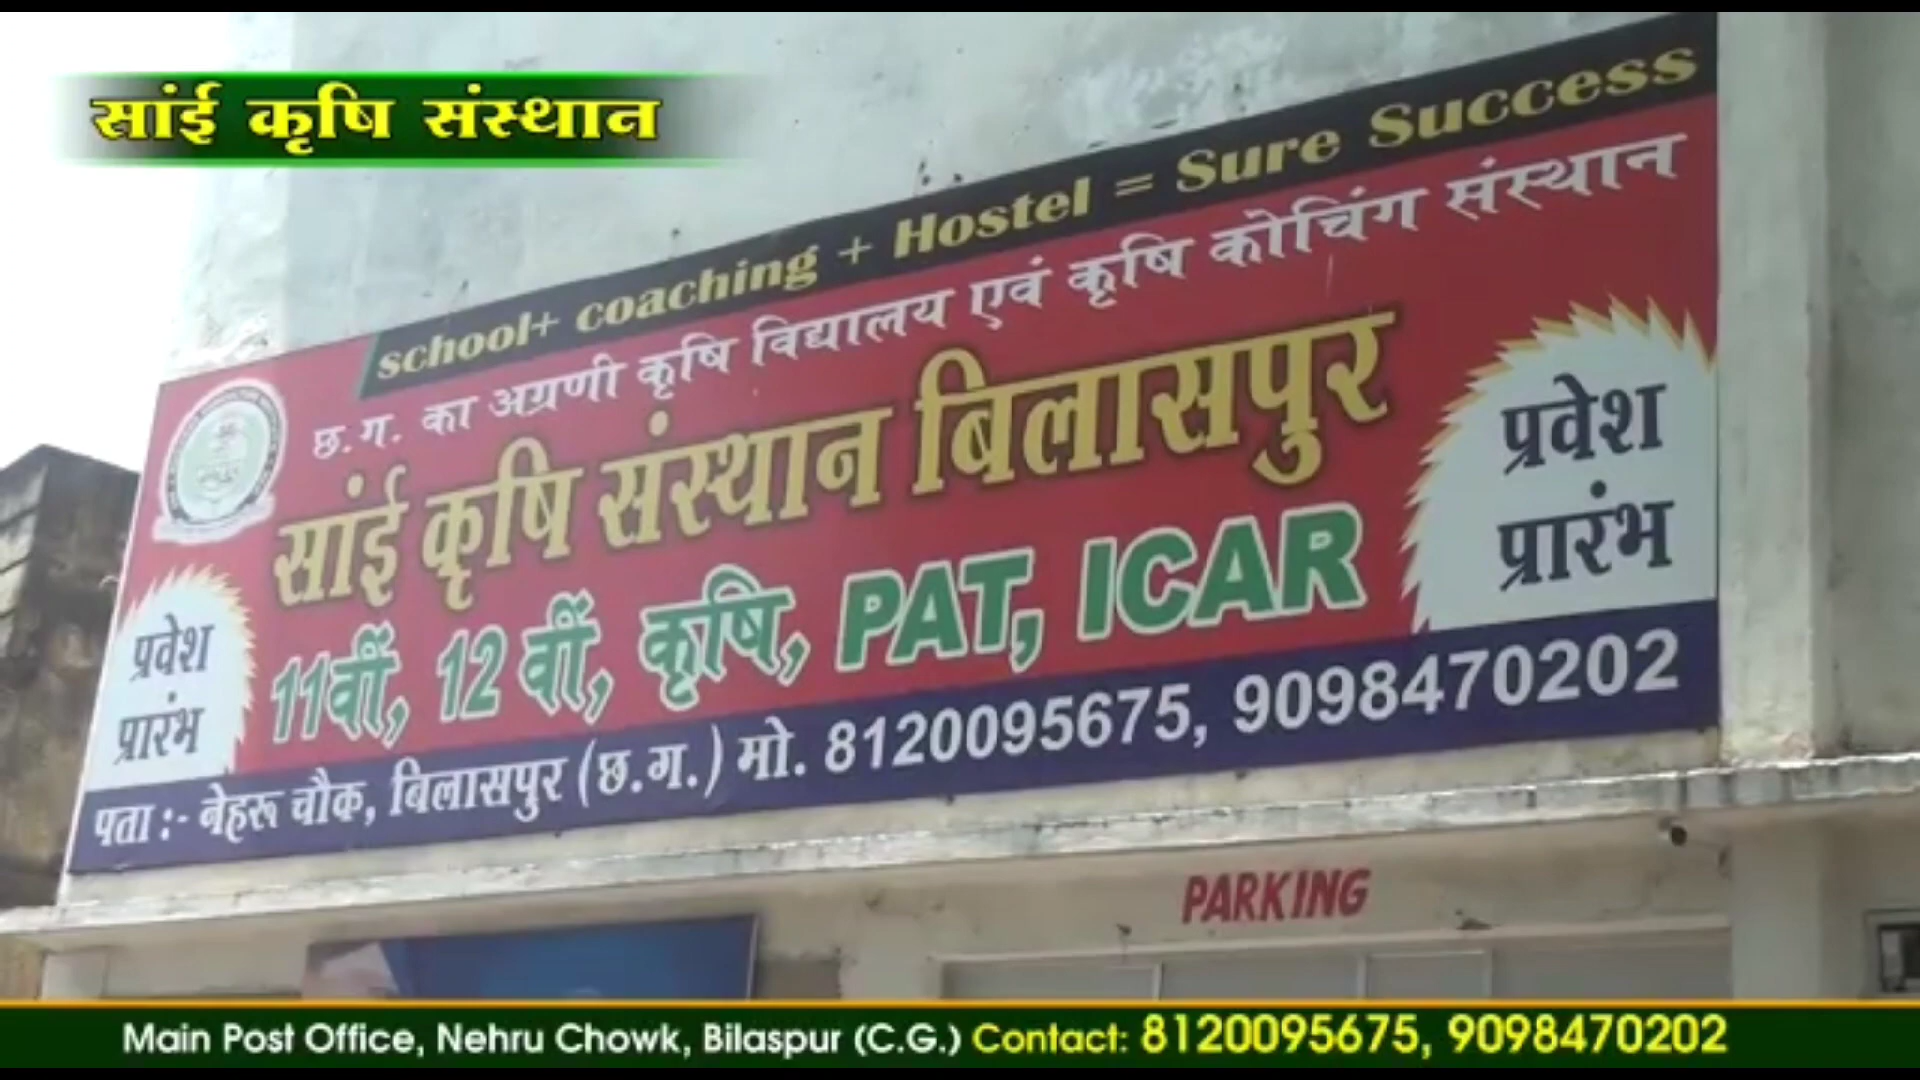 सांई कृषि संस्थान
school+ coaching + Hostel = Sure Success
छ.ग. का अग्रणी कृषि विद्यालय एवं कृषि कोचिंग संस्थान
सांई कृषि संस्थान बिलासपुर
प्रवेश
प्रारंभ
11वीं, 12 वीं, कृषि, PAT, ICAR
प्रवेश
प्रारंभ
पता :- नेहरू चौक, बिलासपुर (छ.ग.) मो. 8120095675, 9098470202
PARKING
Main Post Office, Nehru Chowk, Bilaspur (C.G.) Contact: 8120095675, 9098470202